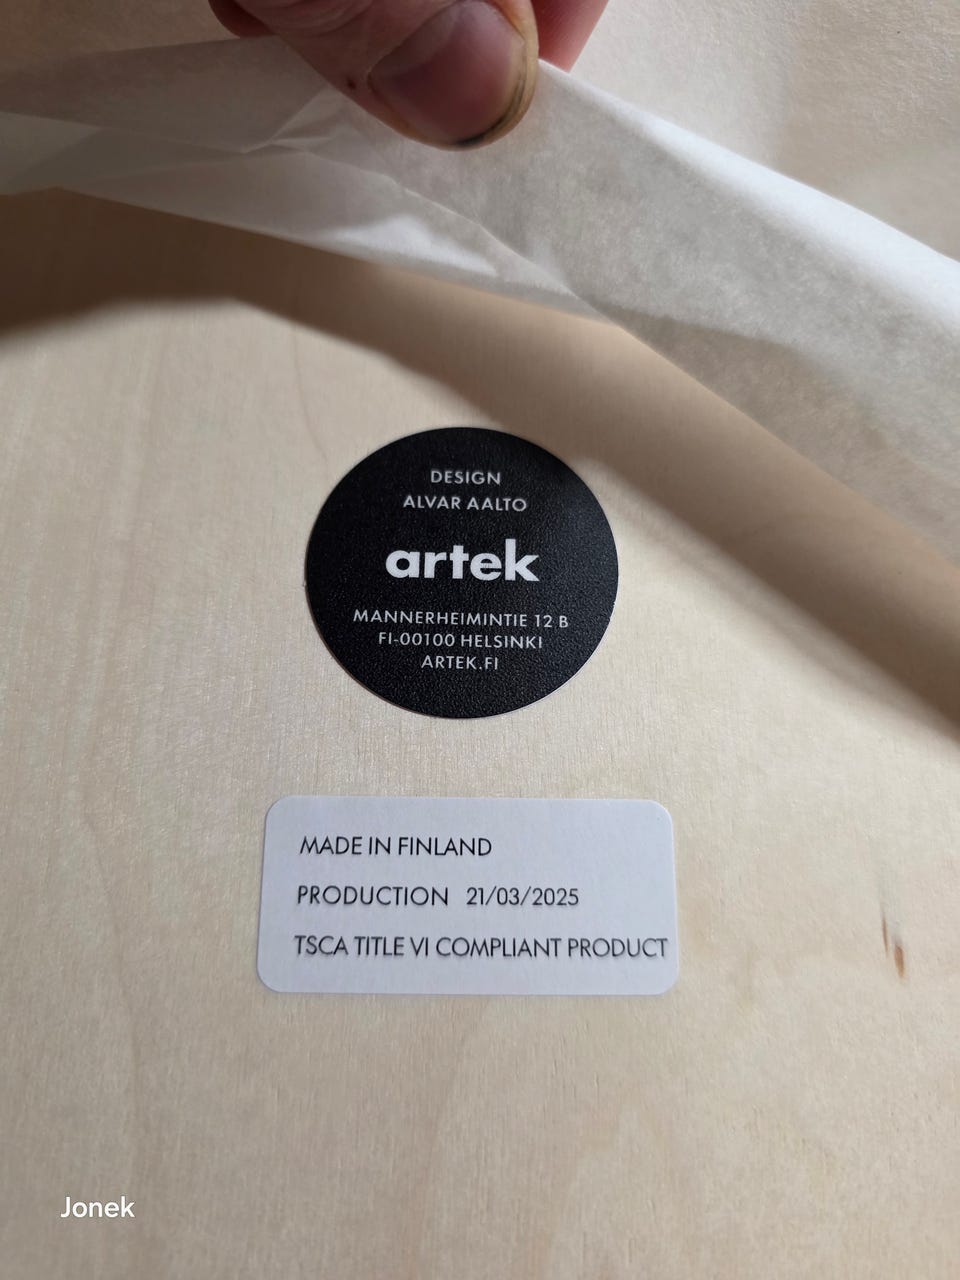 DESIGN
ALVAR AALTO
artek
MANNERHEIMINTIE 12 B
FI-00100 HELSINKI
ARTEK.FI
MADE IN FINLAND
PRODUCTION 21/03/2025
TSCA TITLE VI COMPLIANT PRODUCT
Jonek